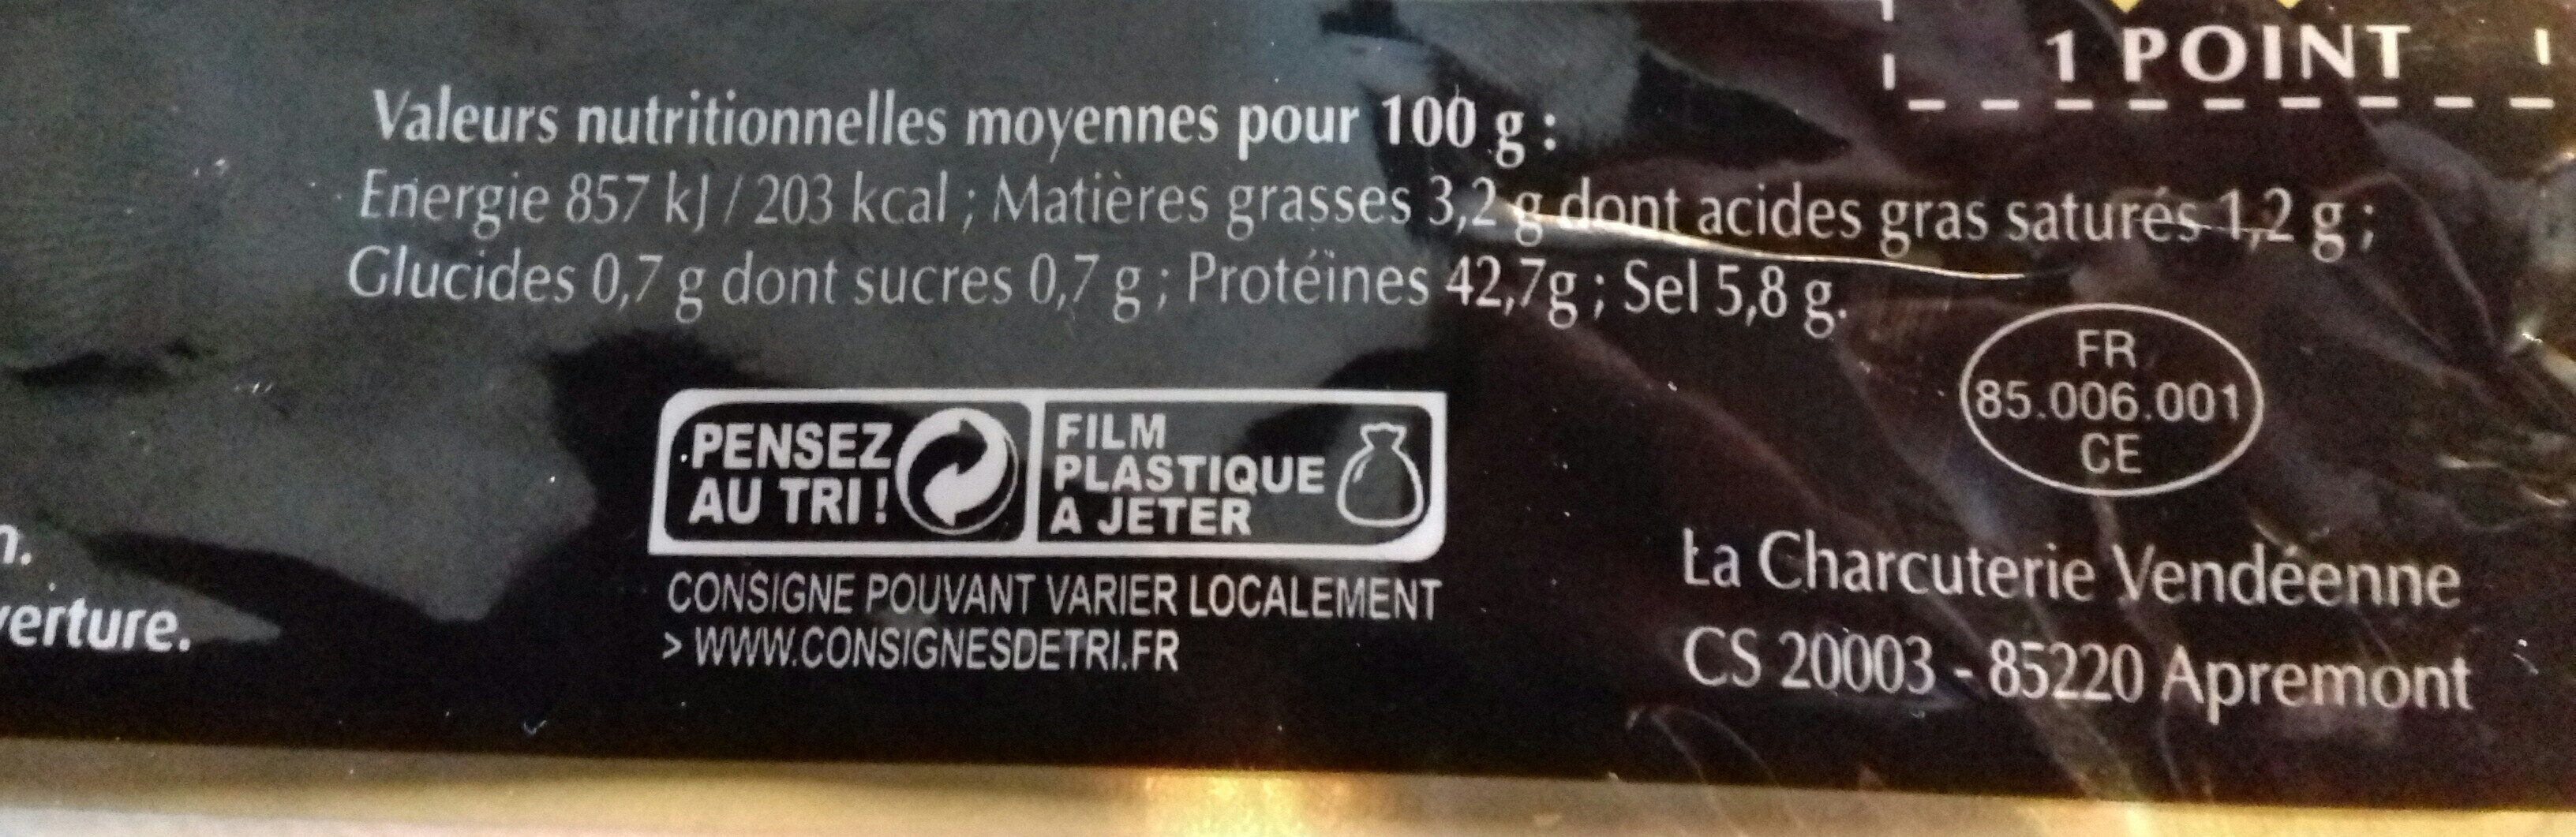 1 POINT
Valeurs nutritionnelles moyennes pour 100 g :
Energie 857 kJ / 203 kcal ; Matières grasses 3,2 g dont acides gras saturés 1,2 g ;
Glucides 0,7 g dont sucres 0,7 g ; Protéines 42,7g ; Sel 5,8 g.
FR
85.006.001
CE
PENSEZ
AU TRI !
FILM
PLASTIQUE
A JETER
CONSIGNE POUVANT VARIER LOCALEMENT
> WWW.CONSIGNESDETRI.FR
La Charcuterie Vendéenne
CS 20003 - 85220 Apremont